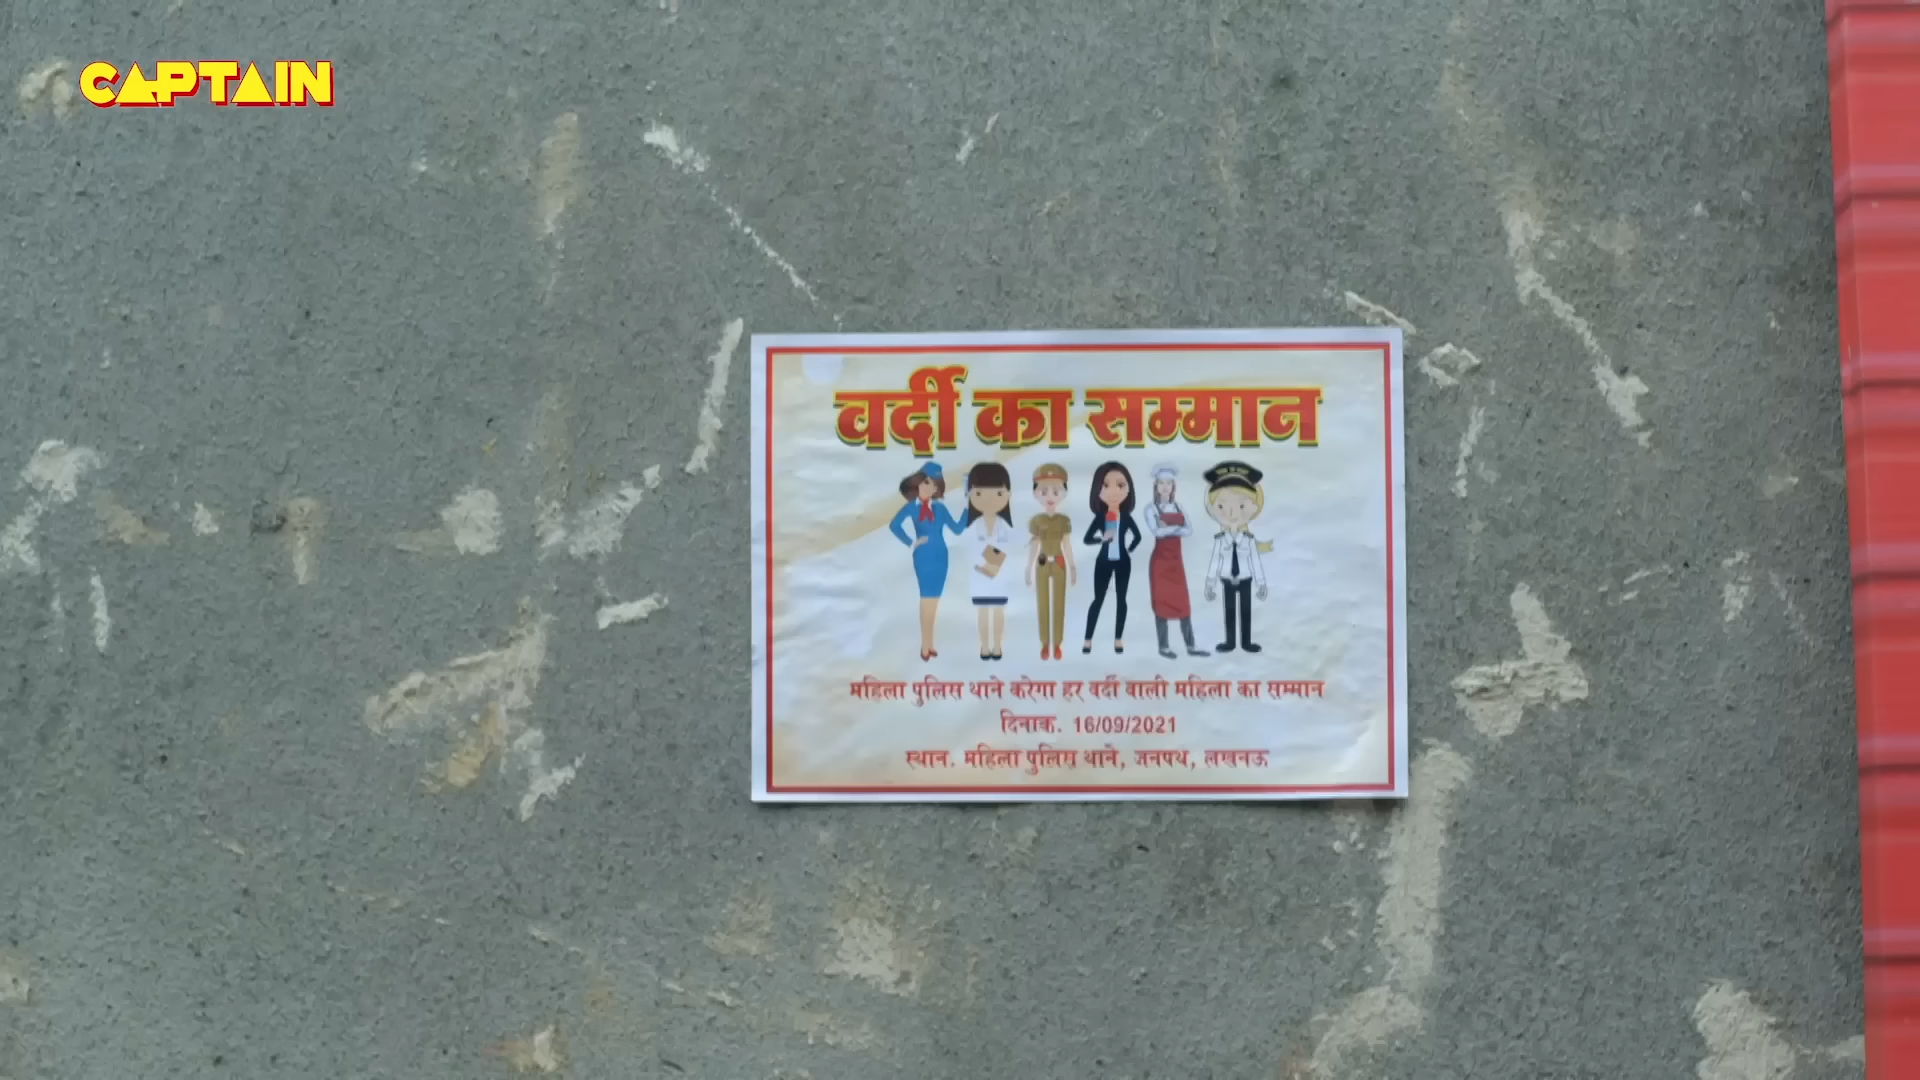 CAPTAIN
वर्दी का सम्मान
महिला पुलिस थाने करेगा हर वर्दी वाली महिला का सम्मान
दिनाक. 16/09/2021
स्थान. महिला पुलिस थाने, जनपथ, लखनऊ